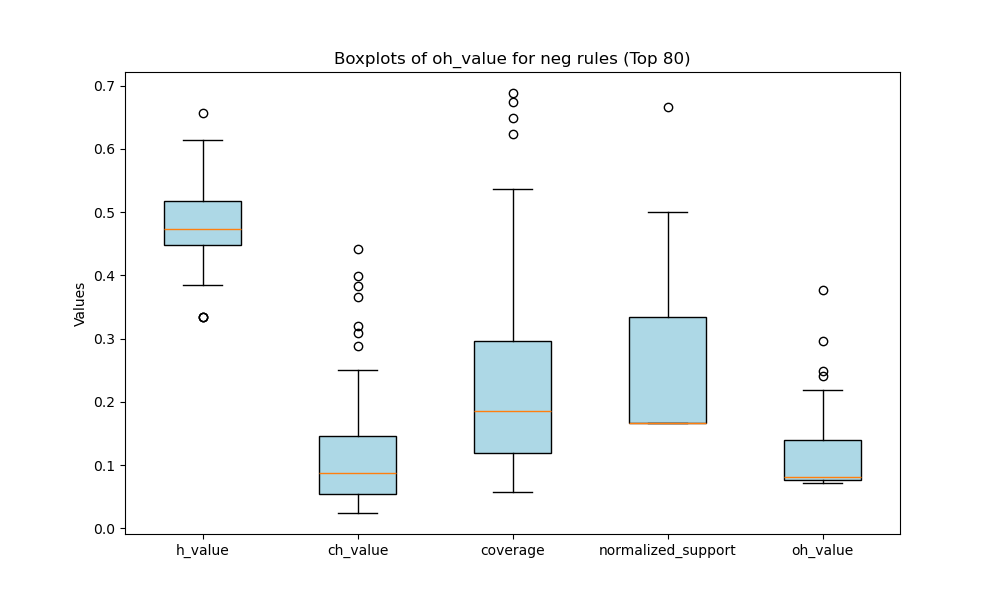 Boxplots of oh_value for neg rules (Top 80)
0.7
0.6
0.5
0.4
0.3
0.2
0.1
0.0
Values
h_value
ch_value
coverage
normalized_support
oh_value